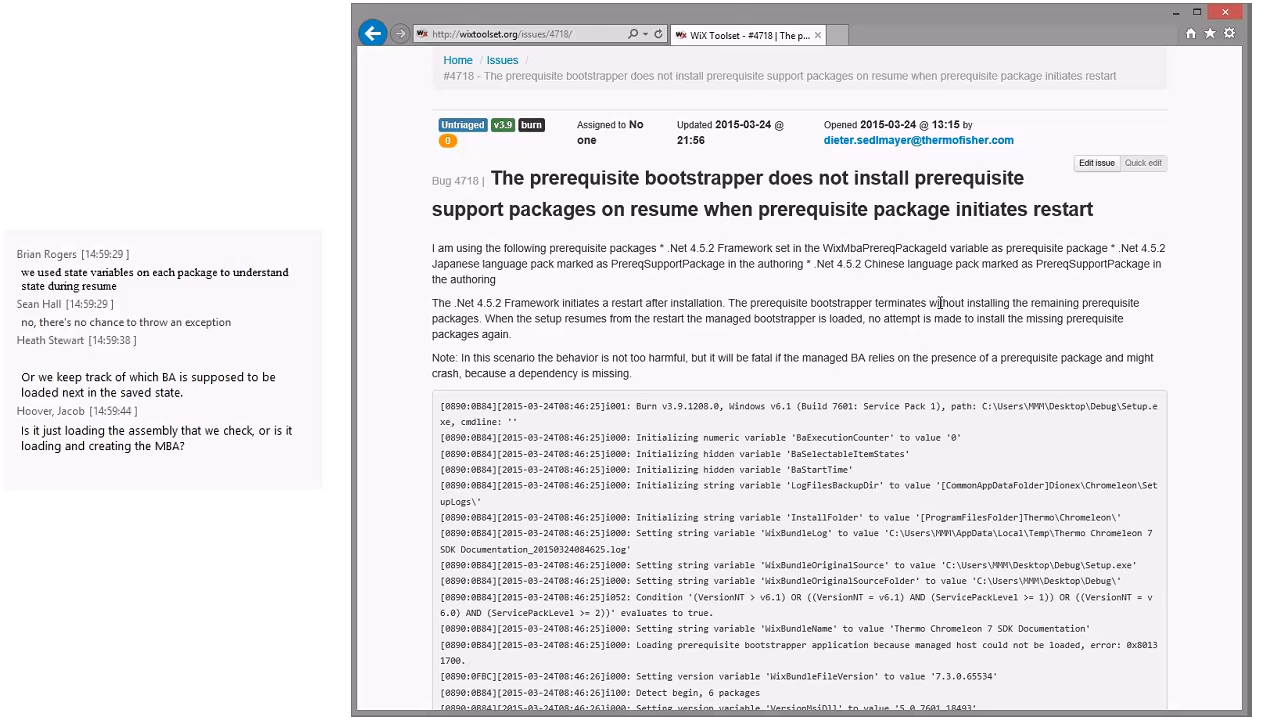 Brian Rogers [14:59:29 ]
we used state variables on each package to understand
state during resume
Sean Hall [14:59:29 ]
no, there's no chance to throw an exception
Heath Stewart [14:59:38 ]
Or we keep track of which BA is supposed to be
loaded next in the saved state.
Hoover, Jacob [14:59:44 ]
Is it just loading the assembly that we check, or is it
loading and creating the MBA?
http://wixtoolset.org/issues/4718/
WiX Toolset - #4718 | The p...
Home / Issues /
#4718 - The prerequisite bootstrapper does not install prerequisite support packages on resume when prerequisite package initiates restart
Untriaged v3.9 burn
0
Assigned to No
one
Updated 2015-03-24 @
21:56
Opened 2015-03-24 @ 13:15 by
dieter.sedlmayer@thermofisher.com
Edit issue Quick edit
Bug 4718 | The prerequisite bootstrapper does not install prerequisite
support packages on resume when prerequisite package initiates restart
I am using the following prerequisite packages * .Net 4.5.2 Framework set in the WixMbaPrereqPackageId variable as prerequisite package * .Net 4.5.2
Japanese language pack marked as PrereqSupportPackage in the authoring * .Net 4.5.2 Chinese language pack marked as PrereqSupportPackage in
the authoring
The .Net 4.5.2 Framework initiates a restart after installation. The prerequisite bootstrapper terminates without installing the remaining prerequisite
packages. When the setup resumes from the restart the managed bootstrapper is loaded, no attempt is made to install the missing prerequisite
packages again.
Note: In this scenario the behavior is not too harmful, but it will be fatal if the managed BA relies on the presence of a prerequisite package and might
crash, because a dependency is missing.
[0890:0B84][2015-03-24T08:46:25]i001: Burn v3.9.1208.0, Windows v6.1 (Build 7601: Service Pack 1), path: C:\Users\MMM\Desktop\Debug\Setup.e
xe, cmdline: ''
[0890:0B84][2015-03-24T08:46:25]i000: Initializing numeric variable 'BaExecutionCounter' to value '0'
[0890:0B84][2015-03-24T08:46:25]i000: Initializing hidden variable 'BaSelectableItemStates'
[0890:0B84][2015-03-24T08:46:25]i000: Initializing hidden variable 'BaStartTime'
[0890:0B84][2015-03-24T08:46:25]i000: Initializing string variable 'LogFilesBackupDir' to value '[CommonAppDataFolder]Dionex\Chromeleon\Set
upLogs\'
[0890:0B84][2015-03-24T08:46:25]i000: Initializing string variable 'InstallFolder' to value '[ProgramFilesFolder]Thermo\Chromeleon\'
[0890:0B84][2015-03-24T08:46:25]i000: Setting string variable 'WixBundleLog' to value 'C:\Users\MMM\AppData\Local\Temp\Thermo Chromeleon 7
SDK Documentation_20150324084625.log'
[0890:0B84][2015-03-24T08:46:25]i000: Setting string variable 'WixBundleOriginalSource' to value 'C:\Users\MMM\Desktop\Debug\Setup.exe'
[0890:0B84][2015-03-24T08:46:25]i000: Setting string variable 'WixBundleOriginalSourceFolder' to value 'C:\Users\MMM\Desktop\Debug\'
[0890:0B84][2015-03-24T08:46:25]i052: Condition '(VersionNT > v6.1) OR ((VersionNT = v6.1) AND (ServicePackLevel >= 1)) OR ((VersionNT = v
6.0) AND (ServicePackLevel >= 2))' evaluates to true.
[0890:0B84][2015-03-24T08:46:25]i000: Setting string variable 'WixBundleName' to value 'Thermo Chromeleon 7 SDK Documentation'
[0890:0B84][2015-03-24T08:46:25]i000: Loading prerequisite bootstrapper application because managed host could not be loaded, error: 0x8013
1700.
[0FBC:0B84][2015-03-24T08:46:25]i000: Setting version variable 'WixBundleFileVersion' to value '7.3.0.65534'
[0890:0B84][2015-03-24T08:46:25]i100: Detect begin, 6 packages
[0890:0B84][2015-03-24T08:46:26]i000: Setting version variable 'VersionMsiDll' to value '5.0.7601.18493'